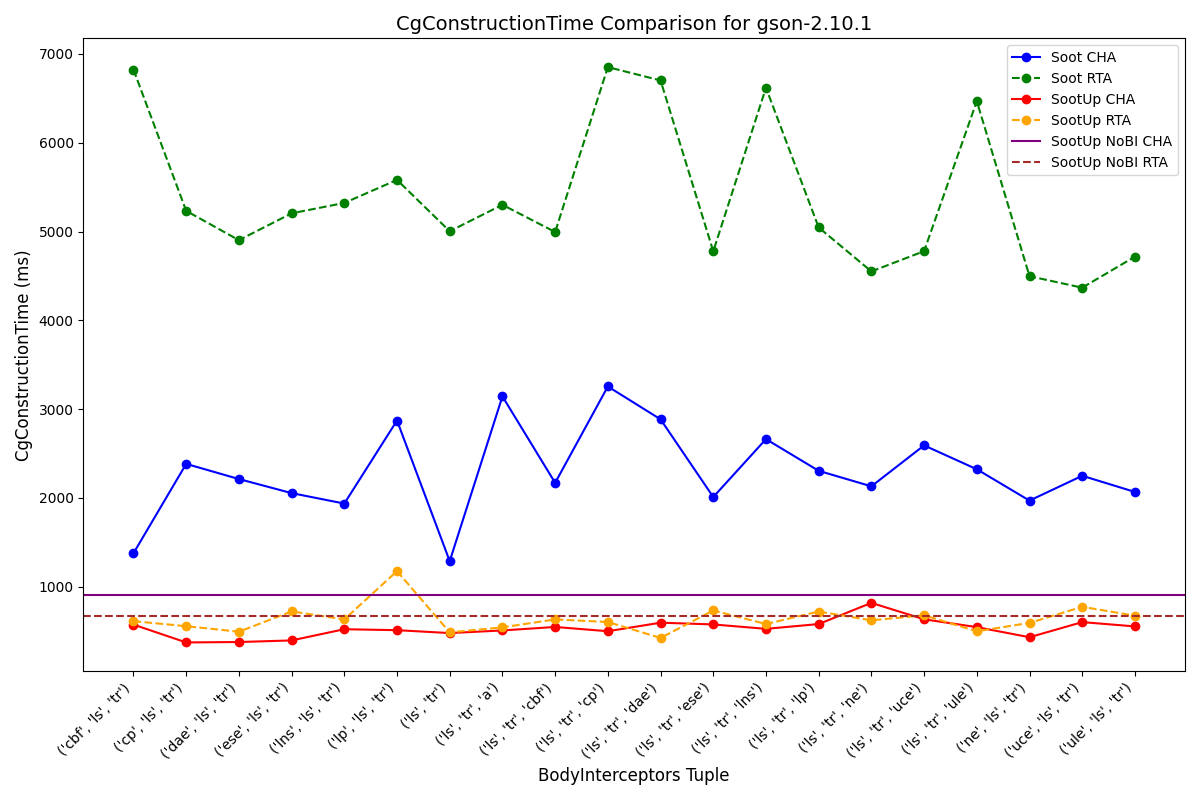 CgConstructionTime Comparison for gson-2.10.1
Soot CHA
Soot RTA
SootUp CHA
SootUp RTA
SootUp NoBI CHA
SootUp NoBI RTA
CgConstructionTime (ms)
7000
6000
5000
4000
3000
2000
1000
('cbf', 'ls', 'tr')
('cp', 'ls', 'tr')
('dae', 'ls', 'tr')
('ese', 'ls', 'tr')
('lns', 'ls', 'tr')
('lp', 'ls', 'tr')
('ls', 'tr')
('ls', 'tr', 'a')
('ls', 'tr', 'cbf')
('ls', 'tr', 'cp')
('ls', 'tr', 'dae')
('ls', 'tr', 'ese')
('ls', 'tr', 'lns')
('ls', 'tr', 'lp')
('ls', 'tr', 'ne')
('ls', 'tr', 'uce')
('ls', 'tr', 'ule')
('ne', 'ls', 'tr')
('uce', 'ls', 'tr')
('ule', 'ls', 'tr')
BodyInterceptors Tuple